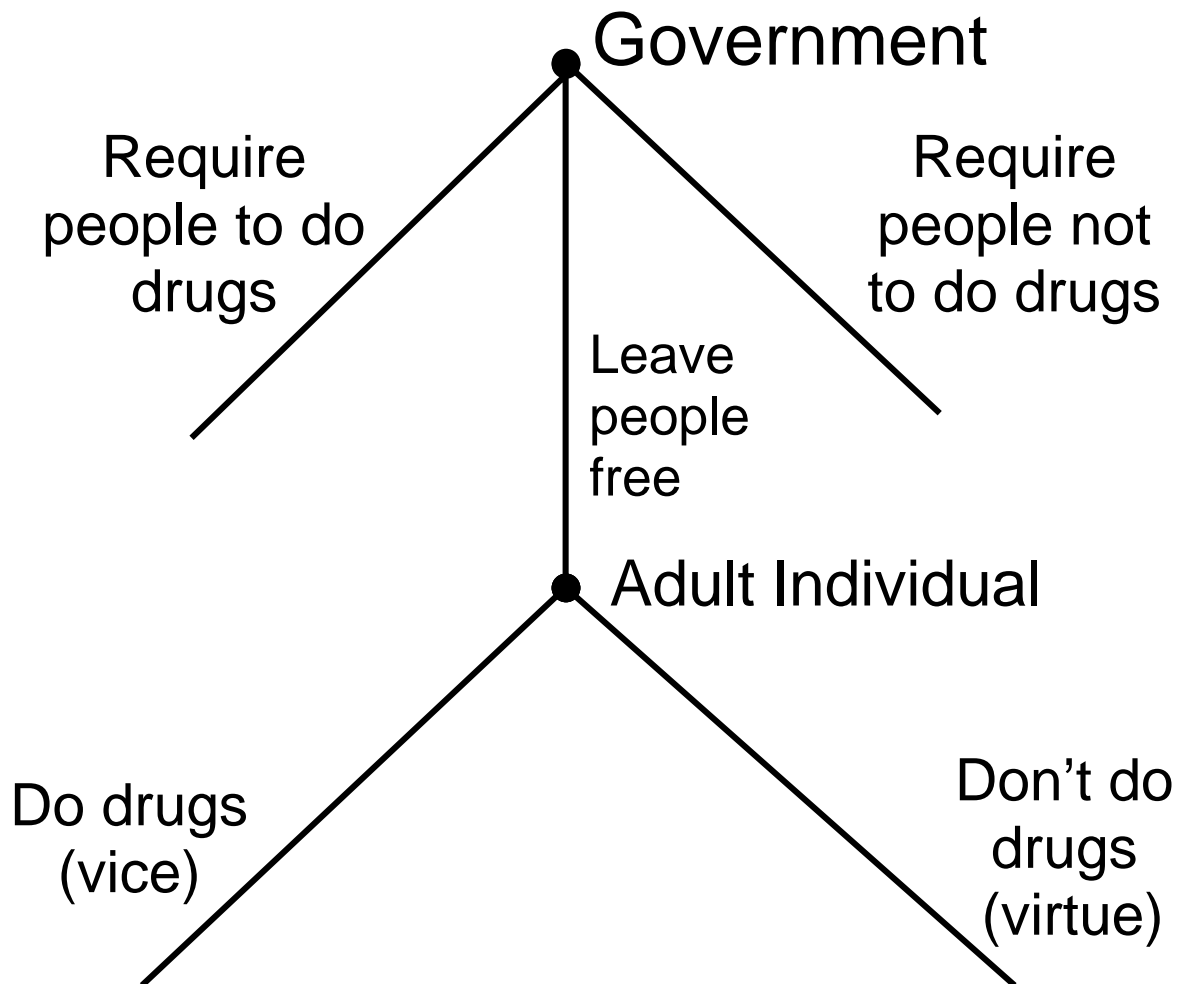 Government
Require
people to do
drugs
Require
people not
to do drugs
Leave
people
free
Adult Individual
Do drugs
(vice)
Don’t do
drugs
(virtue)